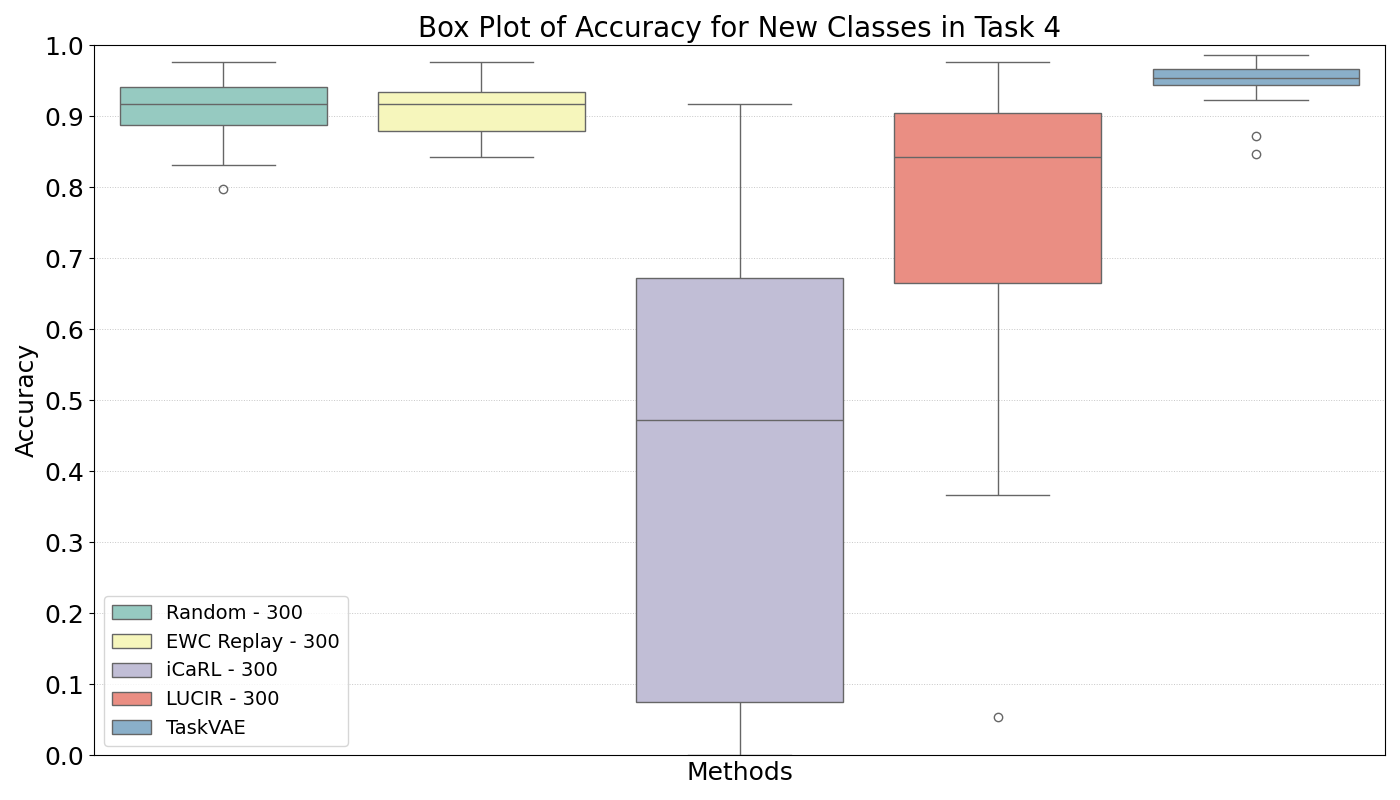 Box Plot of Accuracy for New Classes in Task 4
1.0
0.9
0.8
0.7
0.6
0.5
0.4
0.3
0.2
0.1
0.0
Accuracy
Random - 300
EWC Replay - 300
iCaRL - 300
LUCIR - 300
TaskVAE
Methods